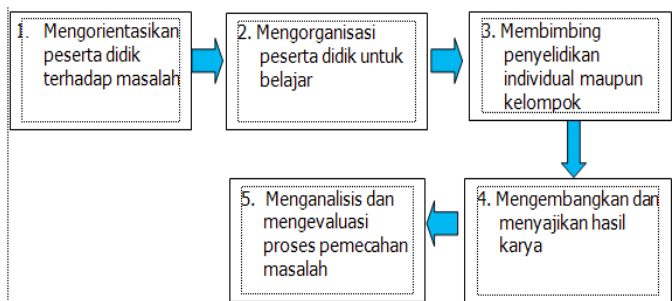 1. Mengorientasikan
peserta didik
terhadap masalah
2. Mengorganisasi
peserta didik untuk
belajar
3. Membimbing
penyelidikan
individual maupun
kelompok
4. Mengembangkan dan
menyajikan hasil
karya
5. Menganalisis dan
mengevaluasi
proses pemecahan
masalah